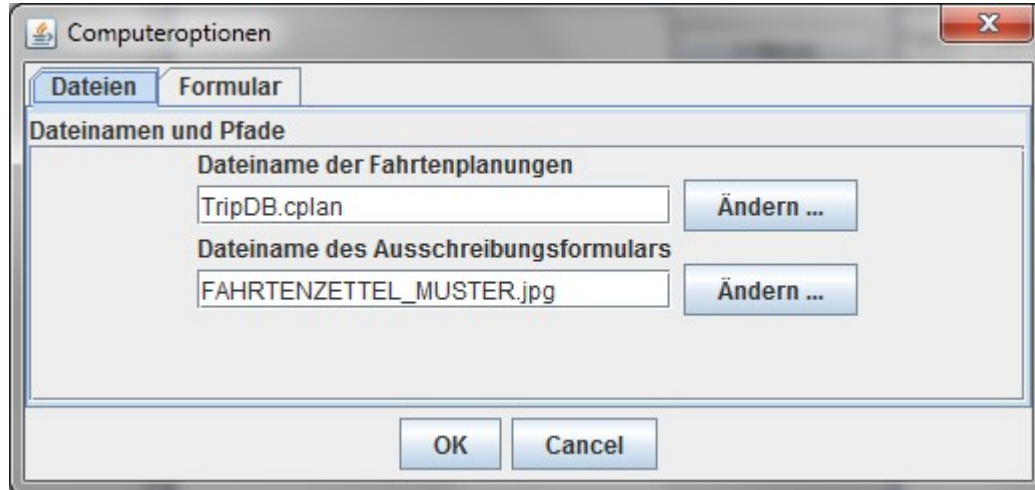 Computeroptionen
Dateien Formular
Dateinamen und Pfade
Dateiname der Fahrtenplanungen
TripDB.cplan Ändern ...
Dateiname des Ausschreibungsformulars
FAHRTENZETTEL_MUSTER.jpg Ändern ...
OK Cancel